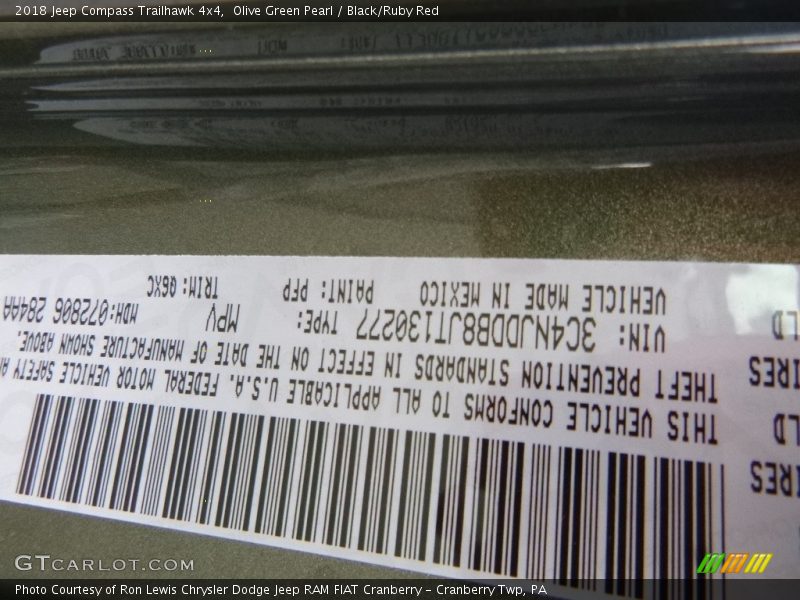 2018 Jeep Compass Trailhawk 4x4, Olive Green Pearl / Black/Ruby Red
THIS VEHICLE CONFORMS TO ALL APPLICABLE U.S.A. FEDERAL MOTOR VEHICLE SAFETY
THEFT PREVENTION STANDARDS IN EFFECT ON THE DATE OF MANUFACTURE SHOWN ABOVE.
VIN: 3C4NJDDB8JT130277 TYPE: MPV MDH:072806 284AA
VEHICLE MADE IN MEXICO PAINT: PFP TRIM: Q6XC
GTCARLOT.COM
Photo Courtesy of Ron Lewis Chrysler Dodge Jeep RAM FIAT Cranberry – Cranberry Twp, PA